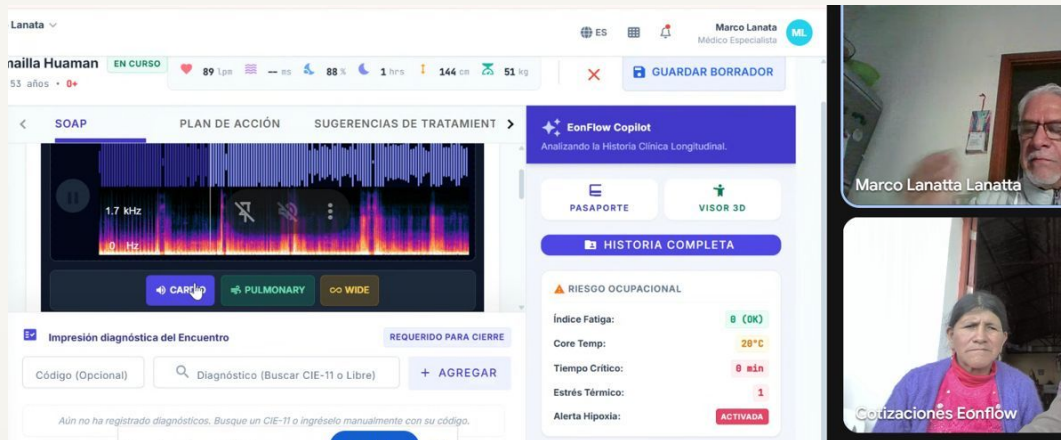 Lanata
ES
Marco Lanata
Médico Especialista
ML
nailla Huaman
EN CURSO
53 años • 0+
89 lpm
-- ms
88 %
1 hrs
144 cm
51 kg
GUARDAR BORRADOR
SOAP
PLAN DE ACCIÓN
SUGERENCIAS DE TRATAMIENT
1.7 kHz
0 Hz
CARDIO
PULMONARY
WIDE
Impresión diagnóstica del Encuentro
REQUERIDO PARA CIERRE
Código (Opcional)
Diagnóstico (Buscar CIE-11 o Libre)
+ AGREGAR
Aún no ha registrado diagnósticos. Busque un CIE-11 o ingréselo manualmente con su código.
EonFlow Copilot
Analizando la Historia Clínica Longitudinal.
PASAPORTE
VISOR 3D
HISTORIA COMPLETA
RIESGO OCUPACIONAL
Índice Fatiga:
0 (OK)
Core Temp:
20°C
Tiempo Crítico:
0 min
Estrés Térmico:
1
Alerta Hipoxia:
ACTIVADA
Marco Lanatta Lanatta
Cotizaciones Eonflow